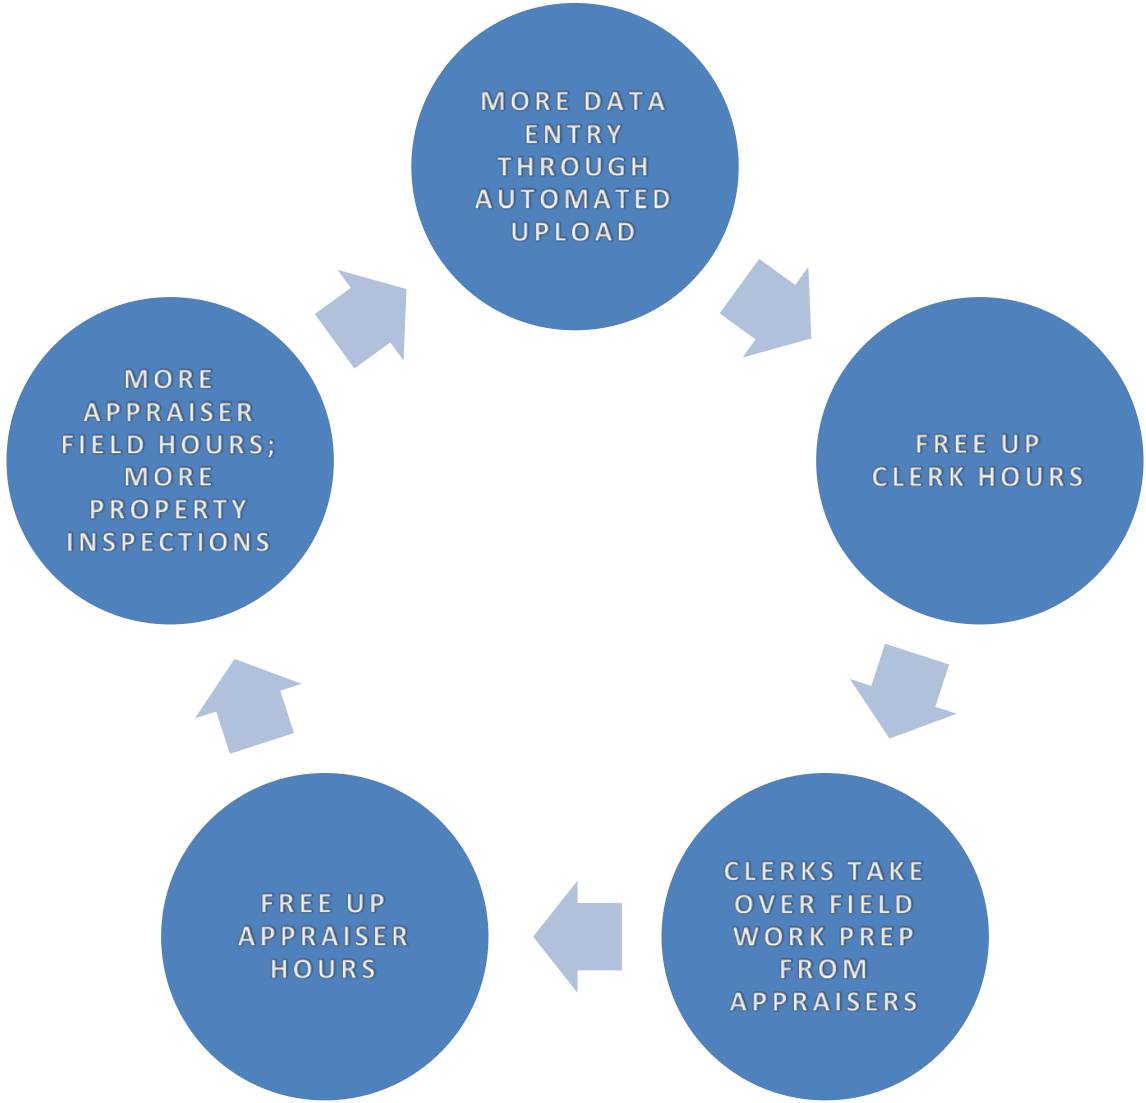 MORE DATA
ENTRY
THROUGH
AUTOMATED
UPLOAD
FREE UP
CLERK HOURS
CLERKS TAKE
OVER FIELD
WORK PREP
FROM
APPRAISERS
FREE UP
APPRAISER
HOURS
MORE
APPRAISER
FIELD HOURS;
MORE
PROPERTY
INSPECTIONS